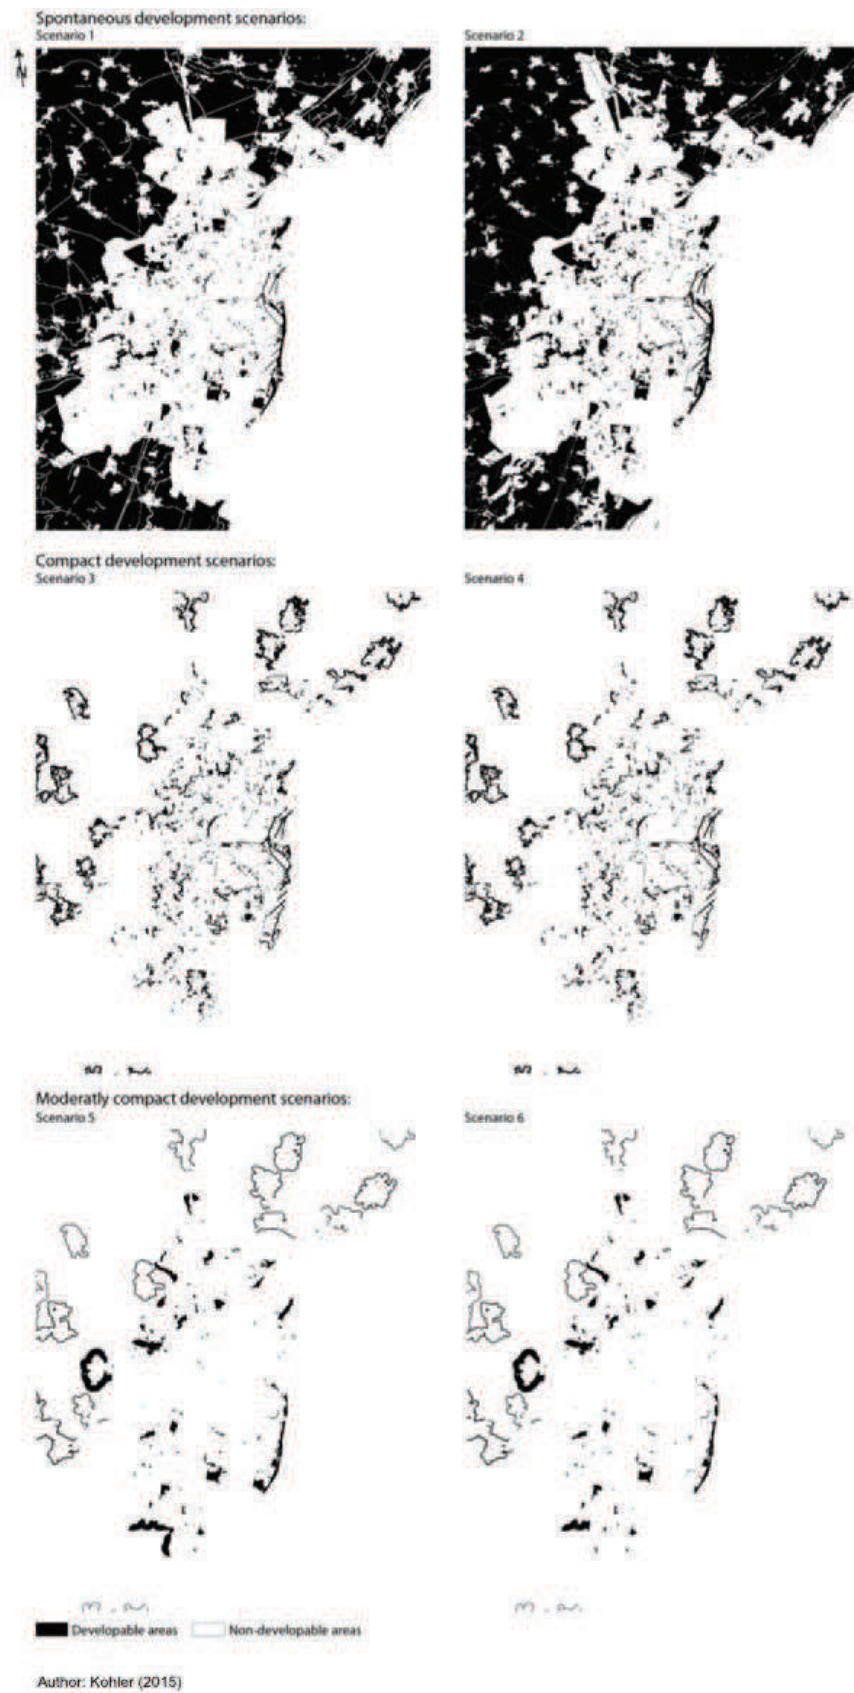 Spontaneous development scenarios:
Scenario 1
Scenario 2
N
Compact development scenarios:
Scenario 3
Scenario 4
Moderatly compact development scenarios:
Scenario 5
Scenario 6
Developable areas
Non-developable areas
Author: Kohler (2015)